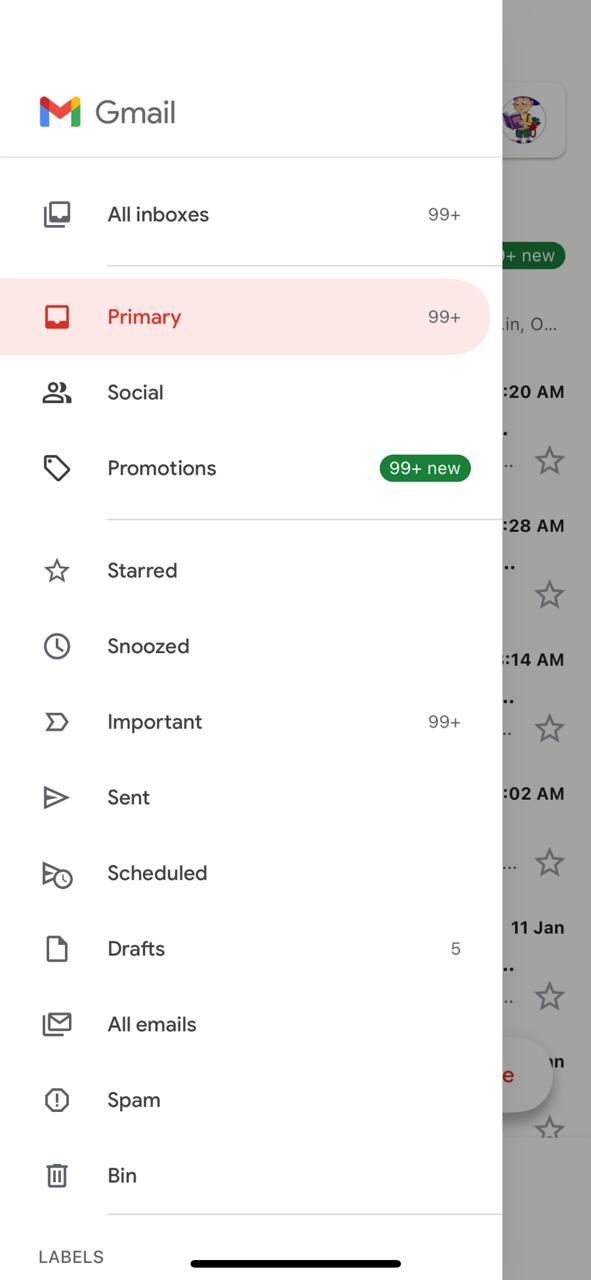 Gmail
All inboxes 99+
Primary 99+
Social
Promotions 99+ new
Starred
Snoozed
Important 99+
Sent
Scheduled
Drafts 5
All emails
Spam
Bin
LABELS
9+ new
in, O...
:20 AM
:28 AM
:14 AM
:02 AM
11 Jan